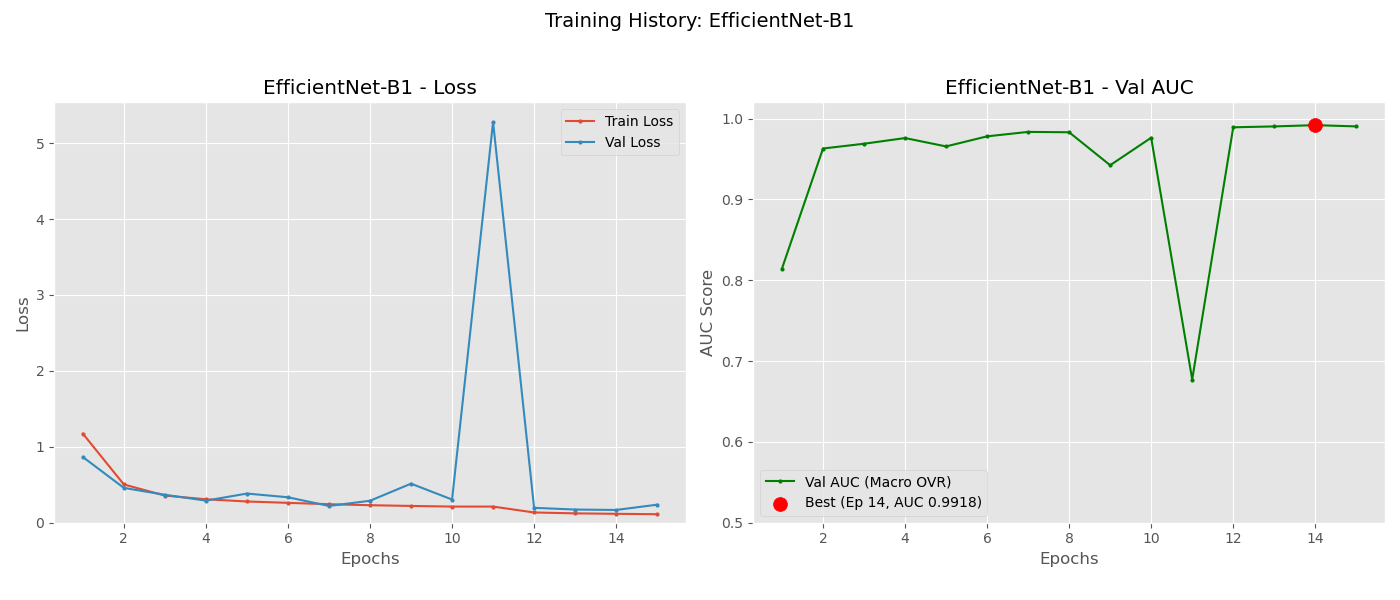 Training History: EfficientNet-B1
EfficientNet-B1 - Loss
Train Loss
Val Loss
5
4
3
2
1
0
Loss
2
4
6
8
10
12
14
Epochs
EfficientNet-B1 - Val AUC
1.0
0.9
0.8
0.7
0.6
0.5
AUC Score
Val AUC (Macro OVR)
Best (Ep 14, AUC 0.9918)
2
4
6
8
10
12
14
Epochs